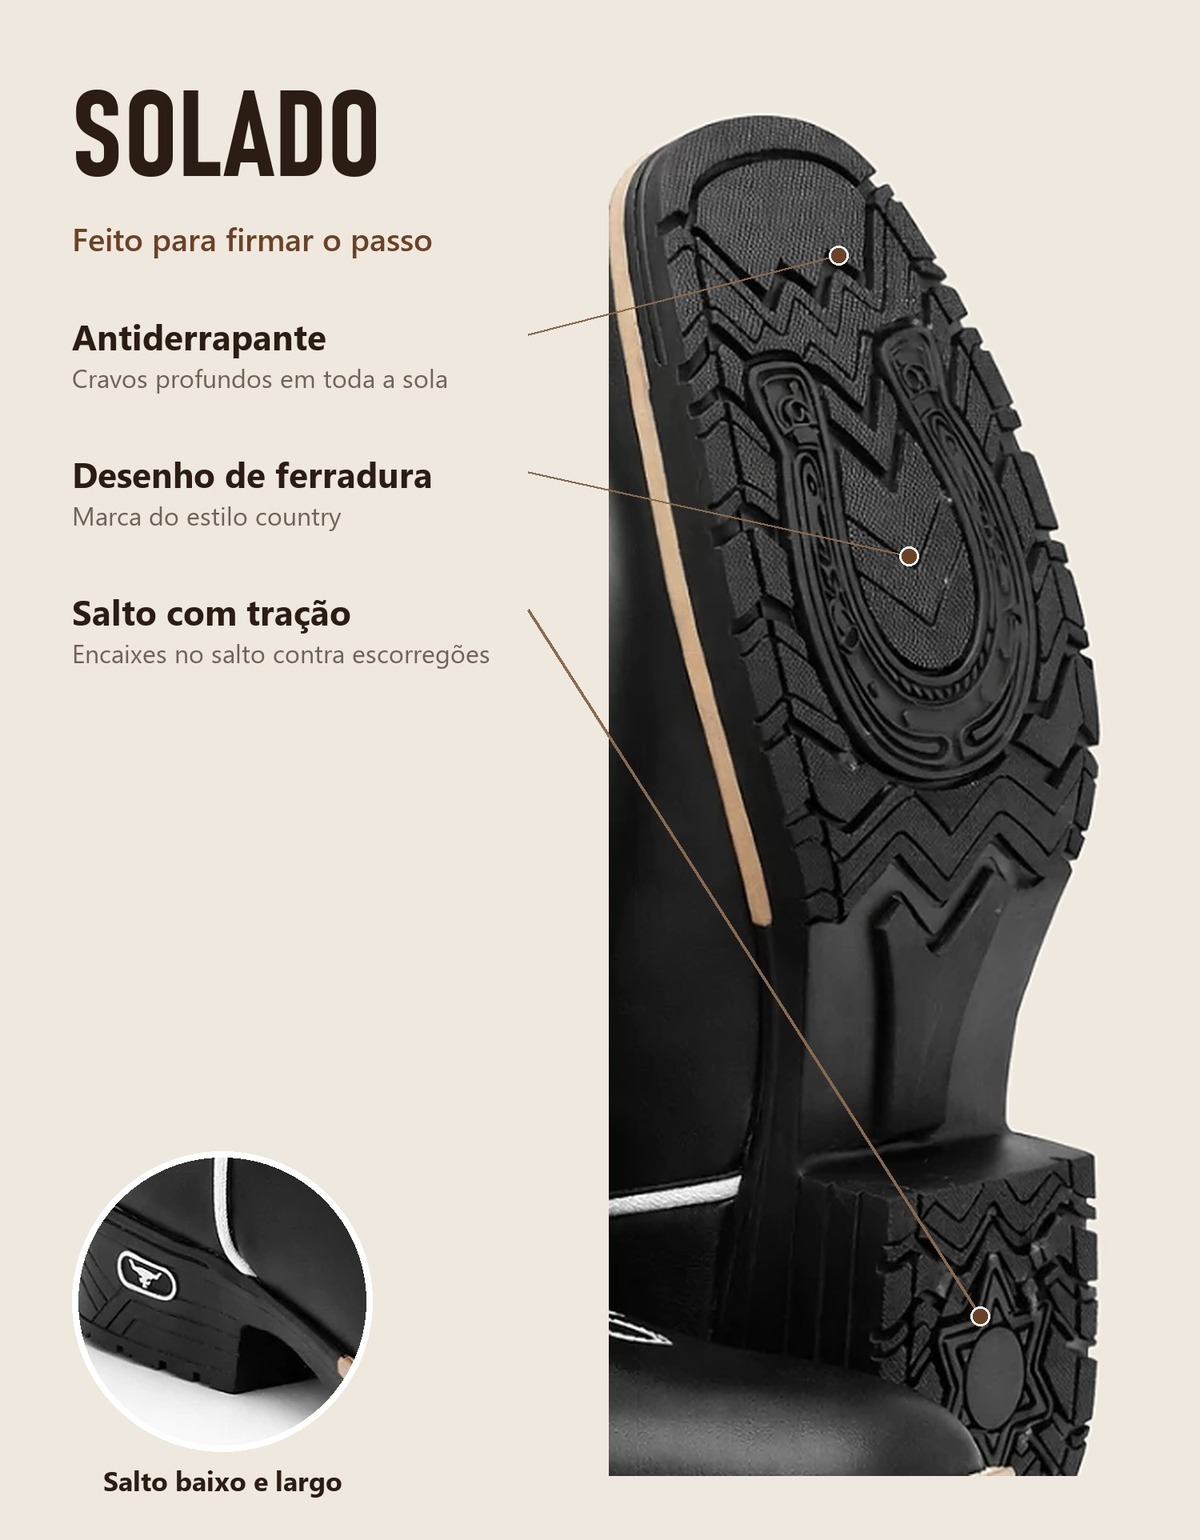 SOLADO
Feito para firmar o passo
Antiderrapante
Cravos profundos em toda a sola
Desenho de ferradura
Marca do estilo country
Salto com tração
Encaixes no salto contra escorregões
Salto baixo e largo